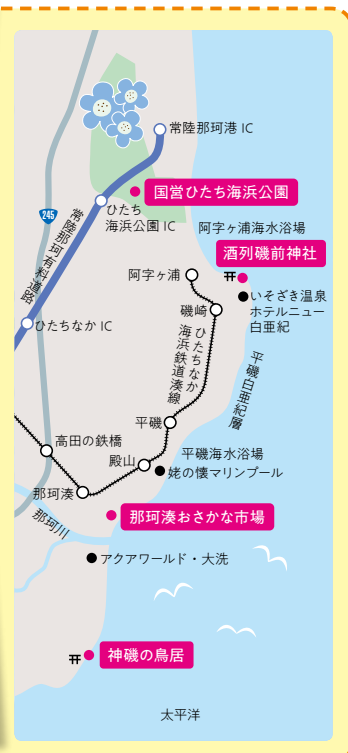 常陸那珂港 IC
国営ひたち海浜公園
245
ひたち
海浜公園 IC
阿字ヶ浦海水浴場
常陸那珂有料道路
酒列磯前神社
阿字ヶ浦
いそざき温泉
ホテルニュー
白亜紀
磯崎
ひたちなか IC
ひたちなか
海浜鉄道湊線
平磯白亜紀層
平磯
高田の鉄橋
平磯海水浴場
殿山
姥の懐マリンプール
那珂湊
那珂湊おさかな市場
那珂川
アクアワールド・大洗
神磯の鳥居
太平洋